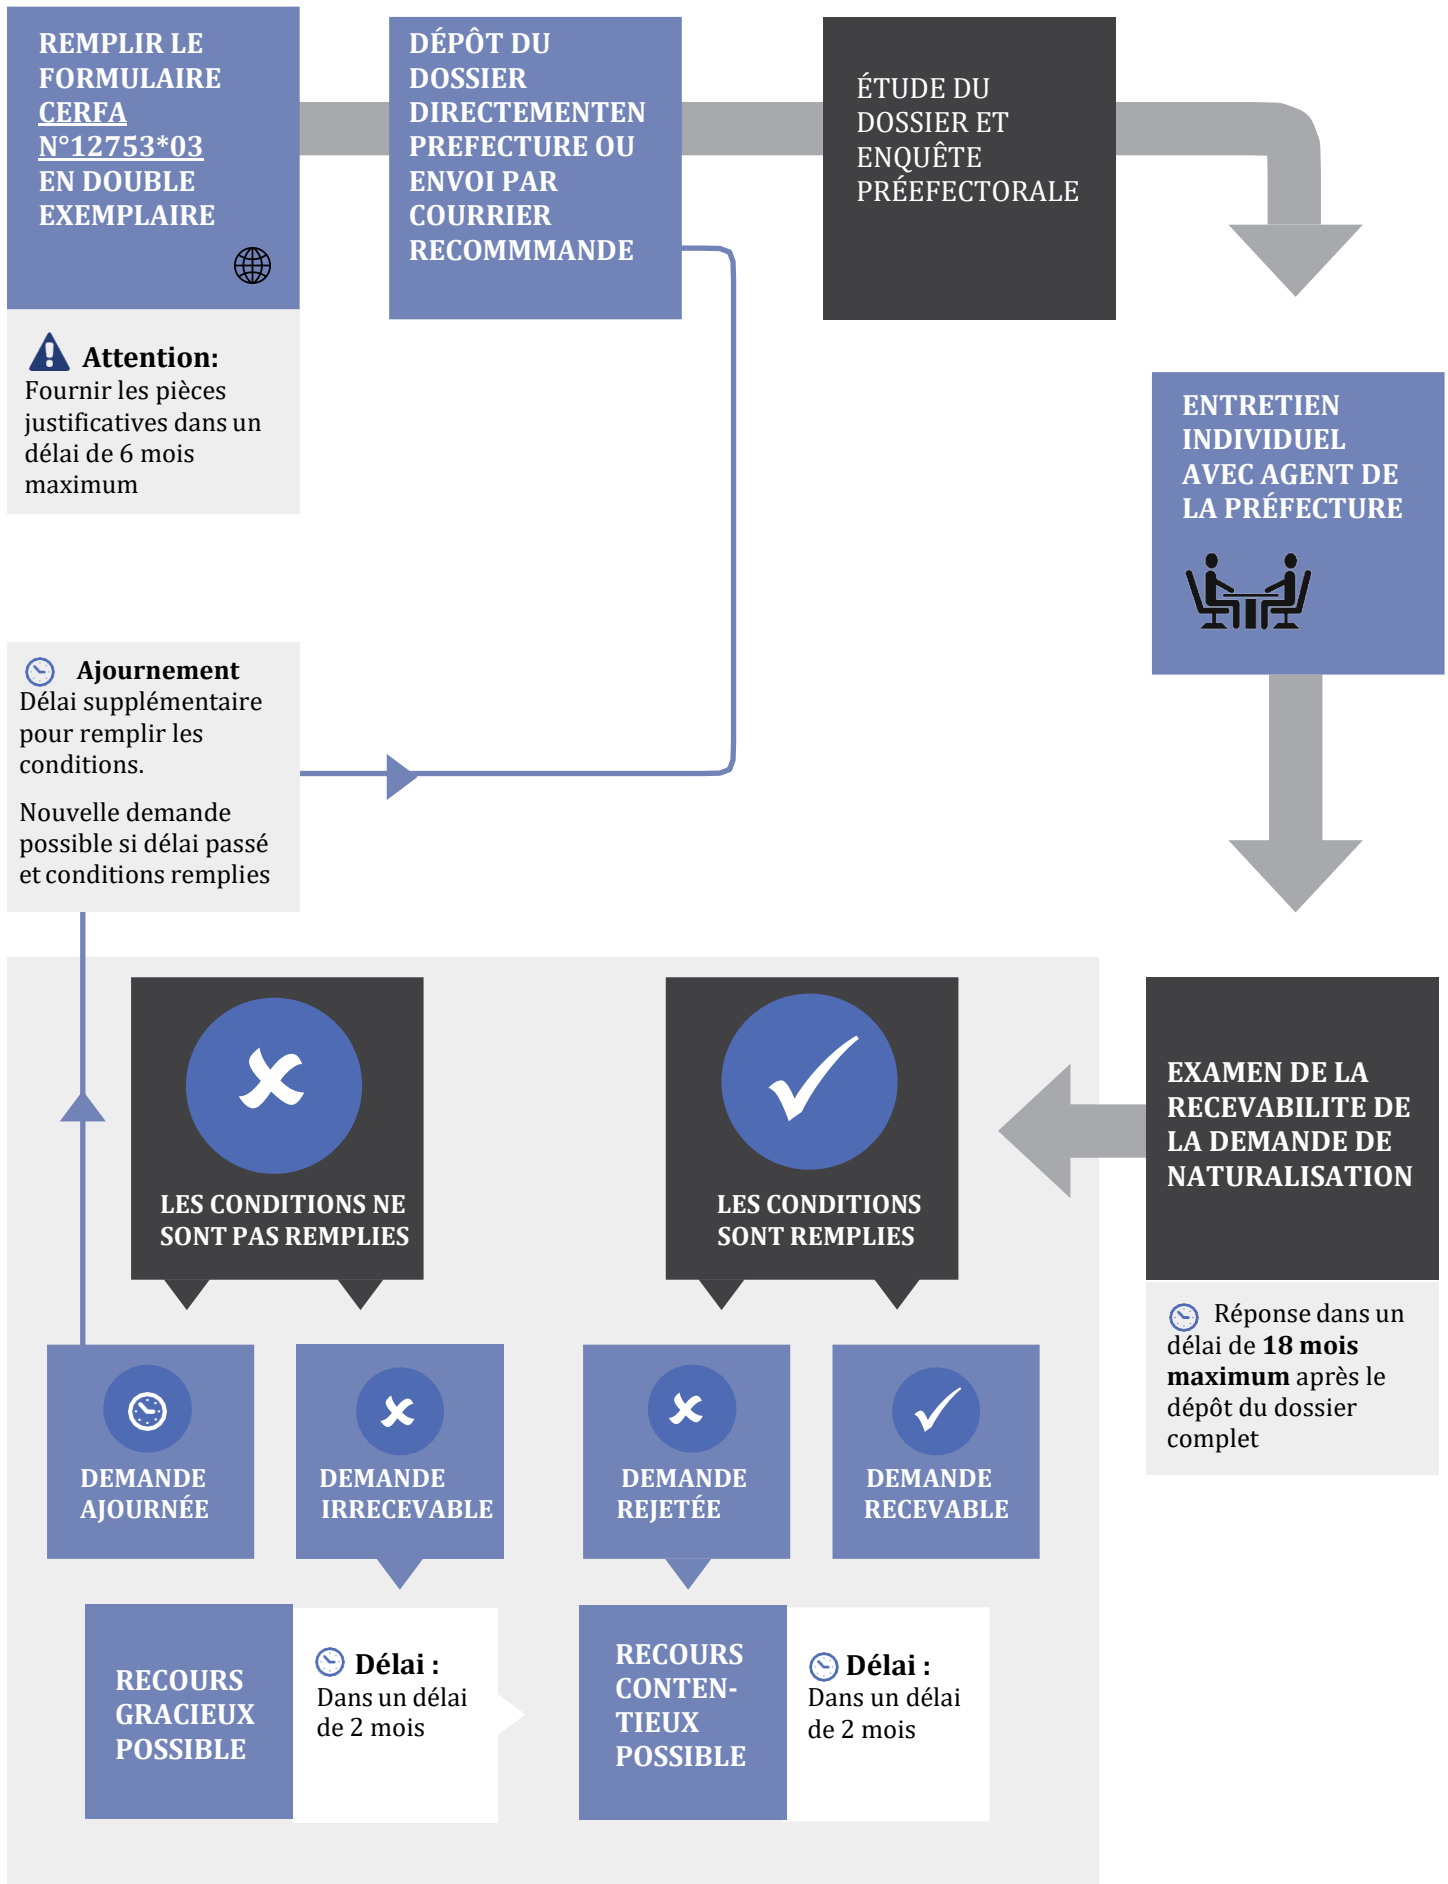 REMPLIR LE
FORMULAIRE
CERFA
N°12753*03
EN DOUBLE
EXEMPLAIRE
Attention:
Fournir les pièces
justificatives dans un
délai de 6 mois
maximum
DÉPÔT DU
DOSSIER
DIRECTEMENTEN
PREFECTURE OU
ENVOI PAR
COURRIER
RECOMMMANDE
ÉTUDE DU
DOSSIER ET
ENQUÊTE
PRÉEFECTORALE
ENTRETIEN
INDIVIDUEL
AVEC AGENT DE
LA PRÉFECTURE
Ajournement
Délai supplémentaire
pour remplir les
conditions.
Nouvelle demande
possible si délai passé
et conditions remplies
EXAMEN DE LA
RECEVABILITE DE
LA DEMANDE DE
NATURALISATION
Réponse dans un
délai de 18 mois
maximum après le
dépôt du dossier
complet
LES CONDITIONS NE
SONT PAS REMPLIES
LES CONDITIONS
SONT REMPLIES
DEMANDE
AJOURNÉE
DEMANDE
IRRECEVABLE
DEMANDE
REJETÉE
DEMANDE
RECEVABLE
RECOURS
GRACIEUX
POSSIBLE
Délai :
Dans un délai
de 2 mois
RECOURS
CONTEN-
TIEUX
POSSIBLE
Délai :
Dans un délai
de 2 mois